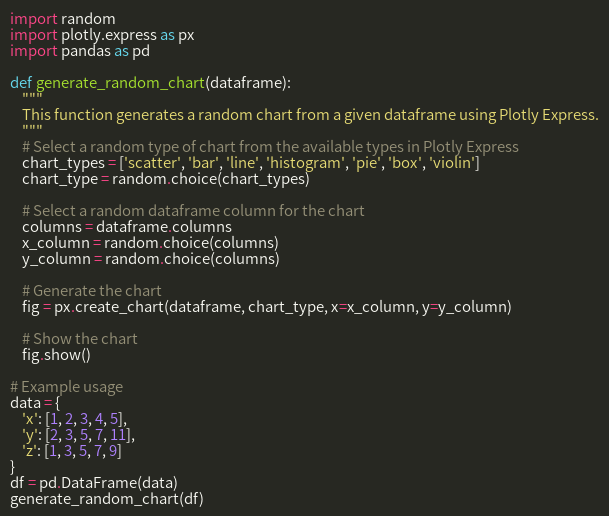 import random
import plotly.express as px
import pandas as pd

def generate_random_chart(dataframe):
    """
    This function generates a random chart from a given dataframe using Plotly Express.
    """
    # Select a random type of chart from the available types in Plotly Express
    chart_types = ['scatter', 'bar', 'line', 'histogram', 'pie', 'box', 'violin']
    chart_type = random.choice(chart_types)

    # Select a random dataframe column for the chart
    columns = dataframe.columns
    x_column = random.choice(columns)
    y_column = random.choice(columns)

    # Generate the chart
    fig = px.create_chart(dataframe, chart_type, x=x_column, y=y_column)

    # Show the chart
    fig.show()

# Example usage
data = {
    'x': [1, 2, 3, 4, 5],
    'y': [2, 3, 5, 7, 11],
    'z': [1, 3, 5, 7, 9]
}
df = pd.DataFrame(data)
generate_random_chart(df)